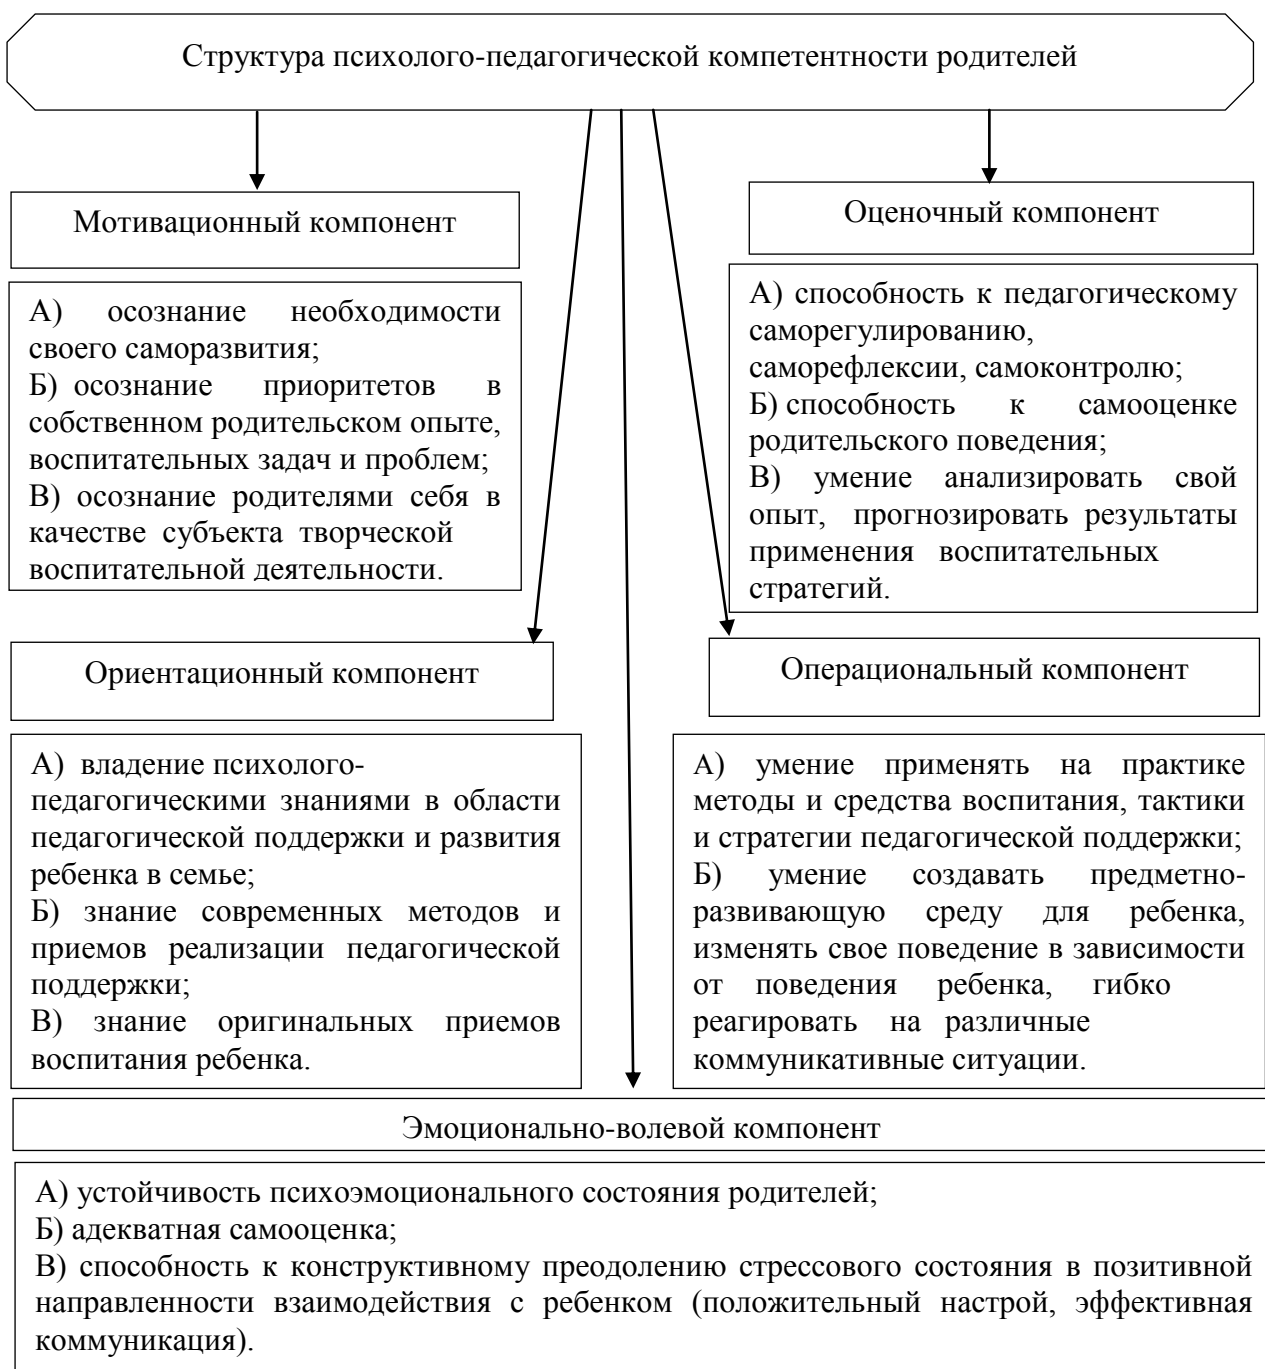 Структура психолого-педагогической компетентности родителей
Мотивационный компонент
А) осознание необходимости
своего саморазвития;
Б) осознание приоритетов в
собственном родительском опыте,
воспитательных задач и проблем;
В) осознание родителями себя в
качестве субъекта творческой
воспитательной деятельности.
Оценочный компонент
А) способность к педагогическому
саморегулированию,
саморефлексии, самоконтролю;
Б) способность к самооценке
родительского поведения;
В) умение анализировать свой
опыт, прогнозировать результаты
применения воспитательных
стратегий.
Ориентационный компонент
А) владение психолого-
педагогическими знаниями в области
педагогической поддержки и развития
ребенка в семье;
Б) знание современных методов и
приемов реализации педагогической
поддержки;
В) знание оригинальных приемов
воспитания ребенка.
Операциональный компонент
А) умение применять на практике
методы и средства воспитания, тактики
и стратегии педагогической поддержки;
Б) умение создавать предметно-
развивающую среду для ребенка,
изменять свое поведение в зависимости
от поведения ребенка, гибко
реагировать на различные
коммуникативные ситуации.
Эмоционально-волевой компонент
А) устойчивость психоэмоционального состояния родителей;
Б) адекватная самооценка;
В) способность к конструктивному преодолению стрессового состояния в позитивной
направленности взаимодействия с ребенком (положительный настрой, эффективная
коммуникация).